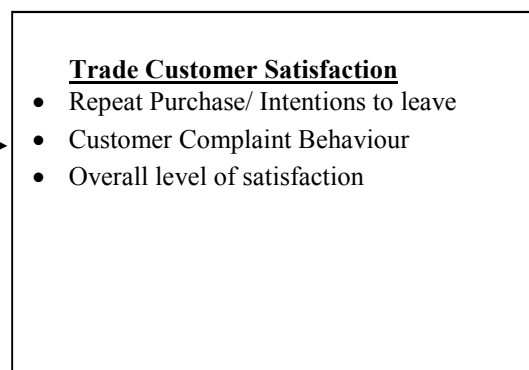 Trade Customer Satisfaction
• Repeat Purchase/ Intentions to leave
• Customer Complaint Behaviour
• Overall level of satisfaction